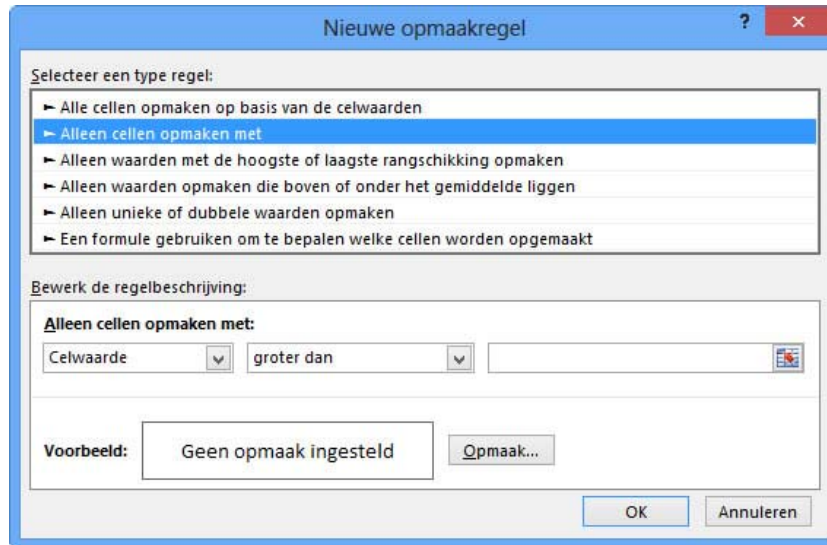 Nieuwe opmaakregel
?
Selecteer een type regel:
► Alle cellen opmaken op basis van de celwaarden
► Alleen cellen opmaken met
► Alleen waarden met de hoogste of laagste rangschikking opmaken
► Alleen waarden opmaken die boven of onder het gemiddelde liggen
► Alleen unieke of dubbele waarden opmaken
► Een formule gebruiken om te bepalen welke cellen worden opgemaakt
Bewerk de regelbeschrijving:
Alleen cellen opmaken met:
Celwaarde groter dan
Voorbeeld: Geen opmaak ingesteld Opmaak...
OK Annuleren